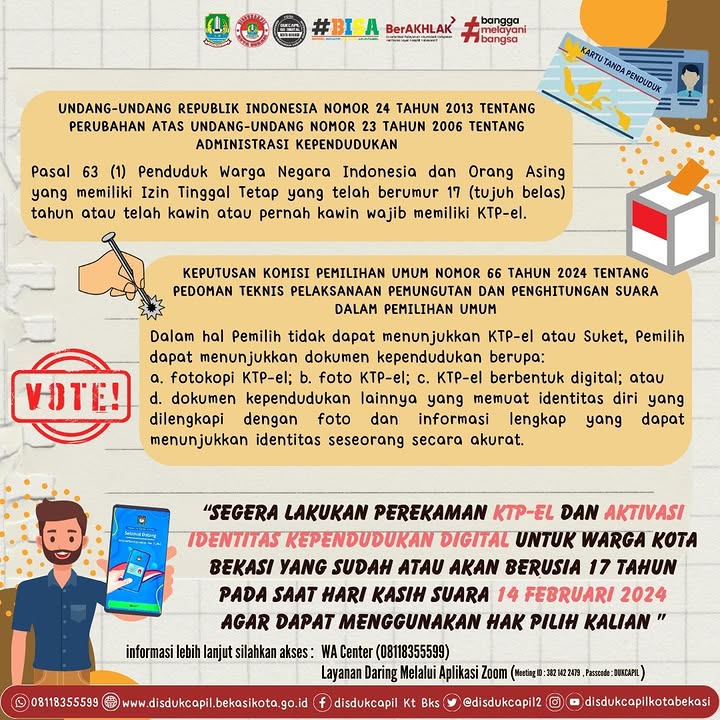 #BISA
BerAKHLAK
#bangga
melayani
bangsa
KARTU TANDA PENDUDUK
UNDANG-UNDANG REPUBLIK INDONESIA NOMOR 24 TAHUN 2013 TENTANG
PERUBAHAN ATAS UNDANG-UNDANG NOMOR 23 TAHUN 2006 TENTANG
ADMINISTRASI KEPENDUDUKAN
Pasal 63 (1) Penduduk Warga Negara Indonesia dan Orang Asing
yang memiliki Izin Tinggal Tetap yang telah berumur 17 (tujuh belas)
tahun atau telah kawin atau pernah kawin wajib memiliki KTP-el.
KEPUTUSAN KOMISI PEMILIHAN UMUM NOMOR 66 TAHUN 2024 TENTANG
PEDOMAN TEKNIS PELAKSANAAN PEMUNGUTAN DAN PENGHITUNGAN SUARA
DALAM PEMILIHAN UMUM
Dalam hal Pemilih tidak dapat menunjukkan KTP-el atau Suket, Pemilih
dapat menunjukkan dokumen kependudukan berupa:
a. fotokopi KTP-el; b. foto KTP-el; c. KTP-el berbentuk digital; atau
d. dokumen kependudukan lainnya yang memuat identitas diri yang
dilengkapi dengan foto dan informasi lengkap yang dapat
menunjukkan identitas seseorang secara akurat.
VOTE!
Selamat Datang
"SEGERA LAKUKAN PEREKAMAN KTP-EL DAN AKTIVASI
IDENTITAS KEPENDUDUKAN DIGITAL UNTUK WARGA KOTA
BEKASI YANG SUDAH ATAU AKAN BERUSIA 17 TAHUN
PADA SAAT HARI KASIH SUARA 14 FEBRUARI 2024
AGAR DAPAT MENGGUNAKAN HAK PILIH KALIAN "
informasi lebih lanjut silahkan akses : WA Center (08118355599)
Layanan Daring Melalui Aplikasi Zoom (Meeting ID : 382 142 2479 , Passcode : DUKCAPIL )
08118355599 www.disdukcapil.bekasikota.go.id disdukcapil Kt Bks @disdukcapil2 disdukcapilkotabekasi